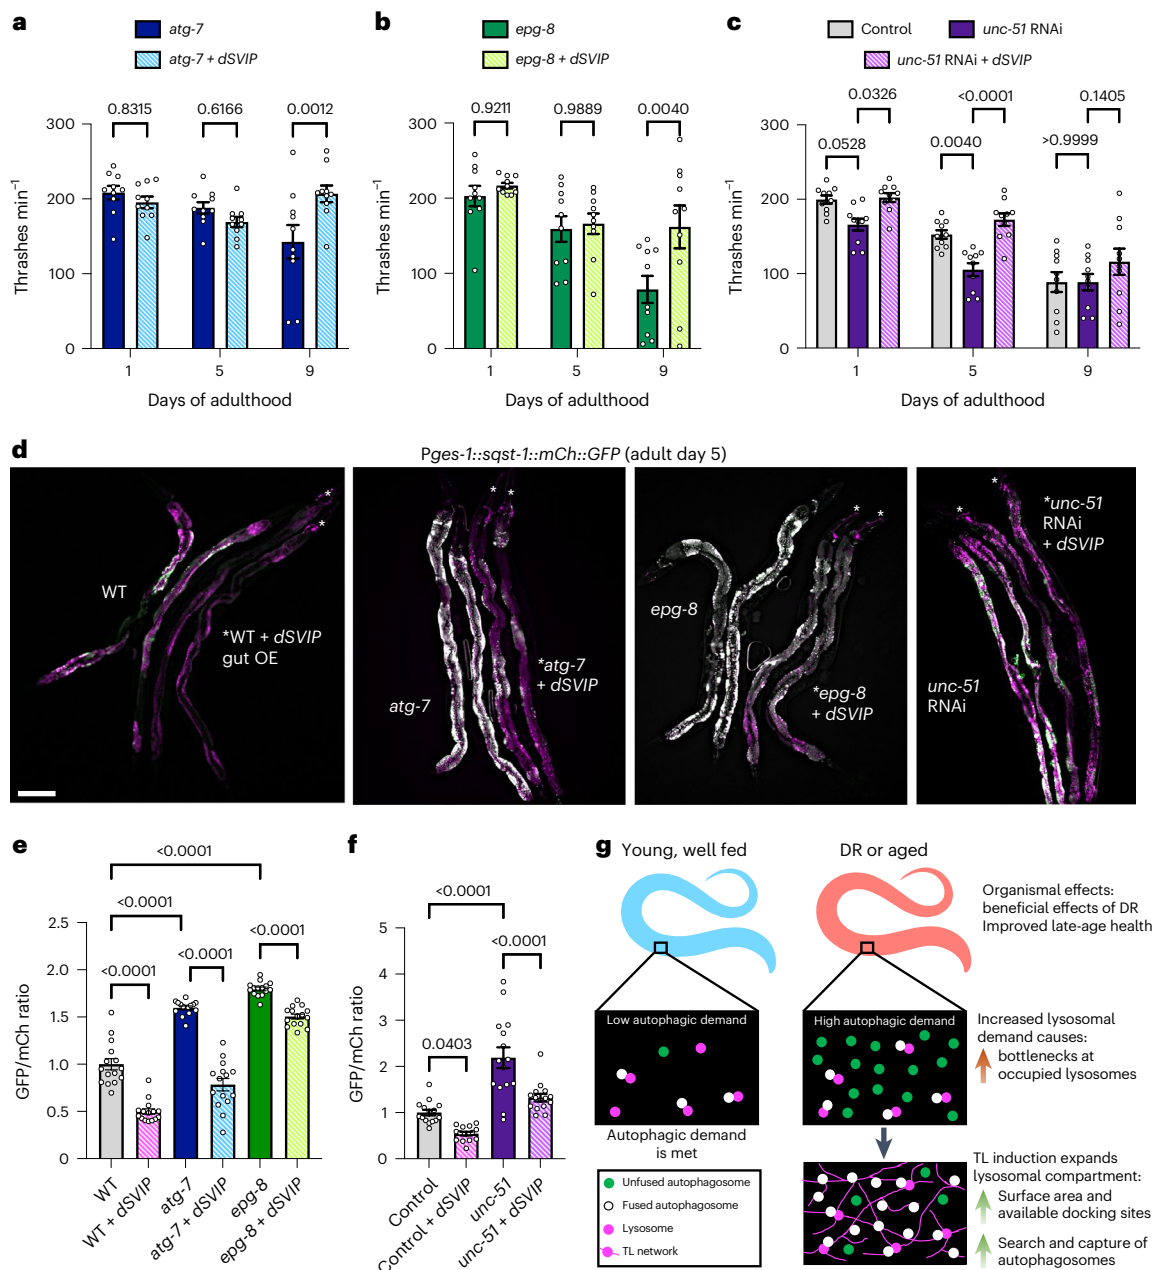 a
atg-7
atg-7 + dSVIP
0.8315
0.6166
0.0012
300
200
100
0
Thrashes min−1
1
5
9
Days of adulthood
b
epg-8
epg-8 + dSVIP
0.9211
0.9889
0.0040
300
200
100
0
Thrashes min−1
1
5
9
Days of adulthood
c
Control
unc-51 RNAi
unc-51 RNAi + dSVIP
0.0326
<0.0001
0.1405
0.0528
0.0040
>0.9999
300
200
100
0
Thrashes min−1
1
5
9
Days of adulthood
d
Pges-1::sqst-1::mCh::GFP (adult day 5)
WT
*WT + dSVIP
gut OE
*
*
atg-7
*atg-7
+ dSVIP
*
*
epg-8
*epg-8
+ dSVIP
*
*
unc-51
RNAi
*unc-51
RNAi
+ dSVIP
*
*
e
<0.0001
<0.0001
<0.0001
<0.0001
<0.0001
2.5
2.0
1.5
1.0
0.5
0
GFP/mCh ratio
WT
WT + dSVIP
atg-7
atg-7 + dSVIP
epg-8
epg-8 + dSVIP
f
<0.0001
<0.0001
0.0403
5
4
3
2
1
0
GFP/mCh ratio
Control
Control + dSVIP
unc-51
unc-51 + dSVIP
g
Young, well fed
DR or aged
Organismal effects:
beneficial effects of DR
Improved late-age health
Low autophagic demand
High autophagic demand
Increased lysosomal
demand causes:
bottlenecks at
occupied lysosomes
Autophagic demand
is met
Unfused autophagosome
Fused autophagosome
Lysosome
TL network
TL induction expands
lysosomal compartment:
Surface area and
available docking sites
Search and capture of
autophagosomes